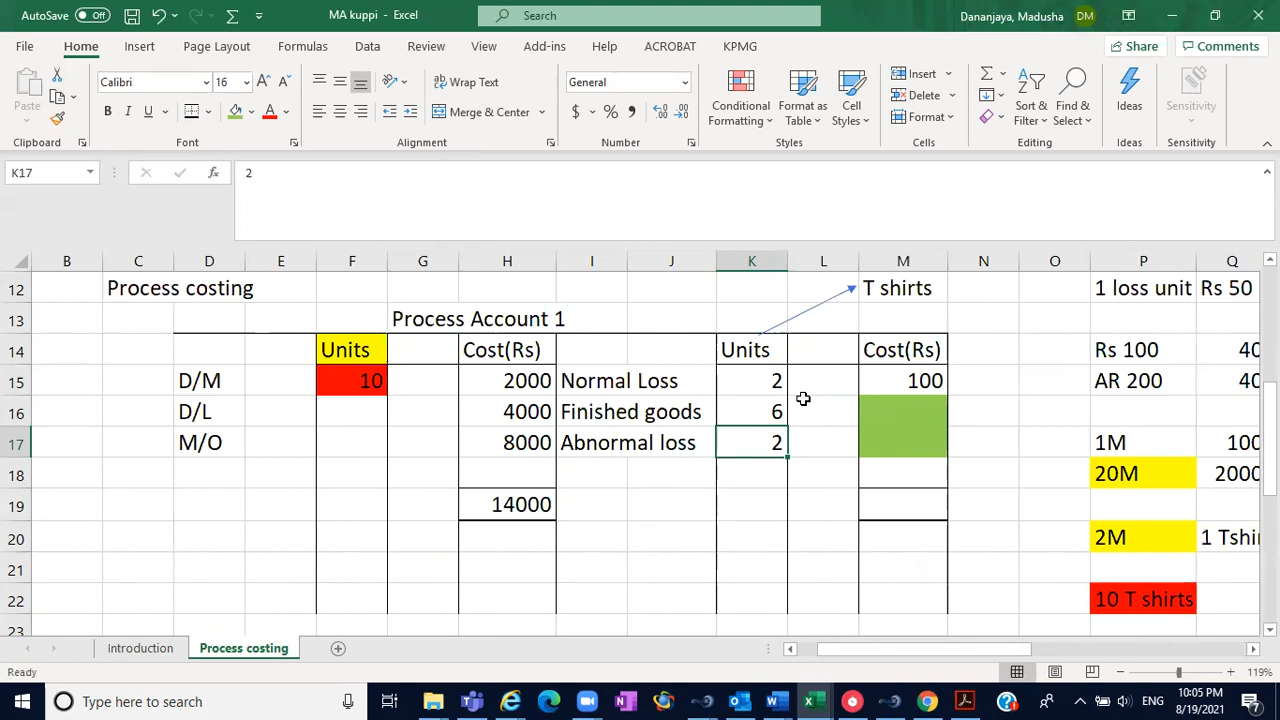 AutoSave Off MA kuppi - Excel Search Dananjaya, Madusha DM
File Home Insert Page Layout Formulas Data Review View Add-ins Help ACROBAT KPMG Share Comments
Calibri 16 Wrap Text General
Paste B I U Merge & Center $ % Conditional Formatting Format as Table Cell Styles Insert Delete Format Sort & Filter Find & Select Ideas Sensitivity
Clipboard Font Alignment Number Styles Cells Editing Ideas Sensitivity
K17 fx 2
B C D E F G H I J K L M N O P Q
12 Process costing T shirts 1 loss unit Rs 50
13 Process Account 1
14 Units Cost(Rs) Units Cost(Rs) Rs 100 40
15 D/M 10 2000 Normal Loss 2 100 AR 200 40
16 D/L 4000 Finished goods 6
17 M/O 8000 Abnormal loss 2 1M 100
18 20M 2000
19 14000
20 2M 1 Tshi
21
22 10 T shirts
23
Introduction Process costing
Ready 119%
Type here to search ENG 10:05 PM 8/19/2021